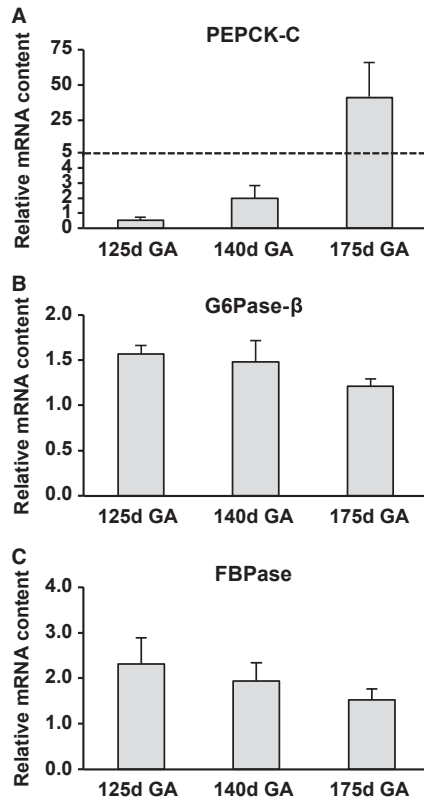 A
PEPCK-C
Relative mRNA content
75
50
25
5
4
3
2
1
0
125d GA 140d GA 175d GA
B
G6Pase-β
Relative mRNA content
2.0
1.5
1.0
0.5
0.0
125d GA 140d GA 175d GA
C
FBPase
Relative mRNA content
4.0
3.0
2.0
1.0
0.0
125d GA 140d GA 175d GA